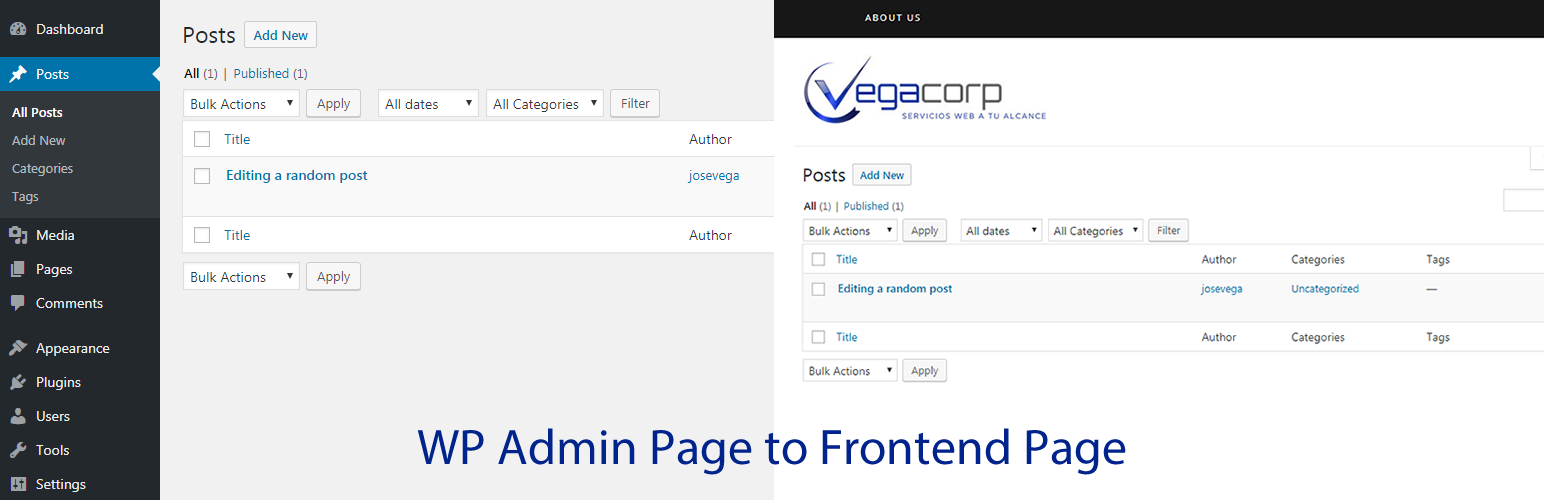 Dashboard
Posts
All Posts
Add New
Categories
Tags
Media
Pages
Comments
Appearance
Plugins
Users
Tools
Settings
Posts Add New
All (1) | Published (1)
Bulk Actions Apply All dates All Categories Filter
Title Author
Editing a random post josevega
Title Author
Bulk Actions Apply
ABOUT US
Vegacorp
SERVICIOS WEB A TU ALCANCE
Posts Add New
All (1) | Published (1)
Bulk Actions Apply All dates All Categories Filter
Title Author Categories Tags
Editing a random post josevega Uncategorized —
Title Author Categories Tags
Bulk Actions Apply
WP Admin Page to Frontend Page